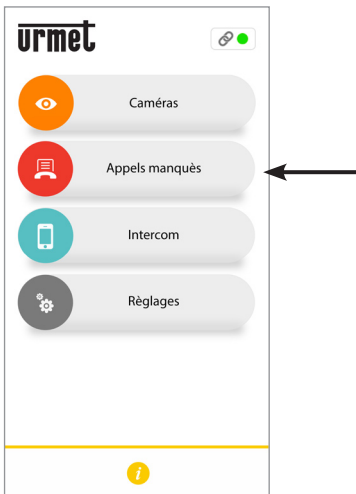 urmet
Caméras
Appels manquès
Intercom
Règlages
i